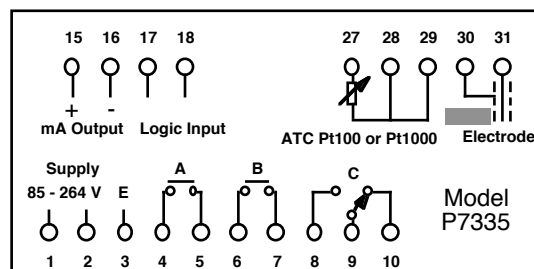 15 16 17 18 27 28 29 30 31
+ -
mA Output Logic Input ATC Pt100 or Pt1000 Electrode
Supply A B C
85 - 264 V E
Model
P7335
1 2 3 4 5 6 7 8 9 10